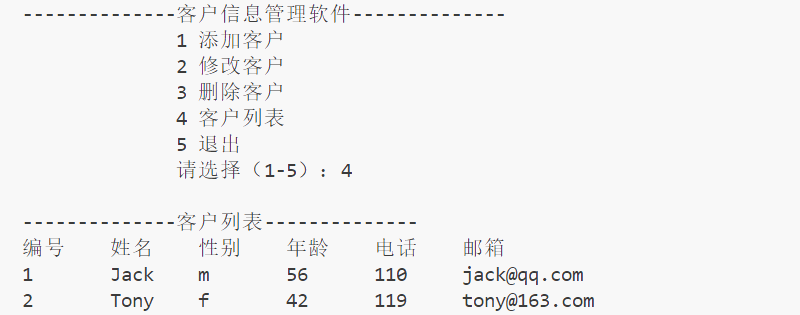 --------------客户信息管理软件--------------
1 添加客户
2 修改客户
3 删除客户
4 客户列表
5 退出
请选择（1-5）：4
--------------客户列表--------------
编号 姓名 性别 年龄 电话 邮箱
1 Jack m 56 110 jack@qq.com
2 Tony f 42 119 tony@163.com